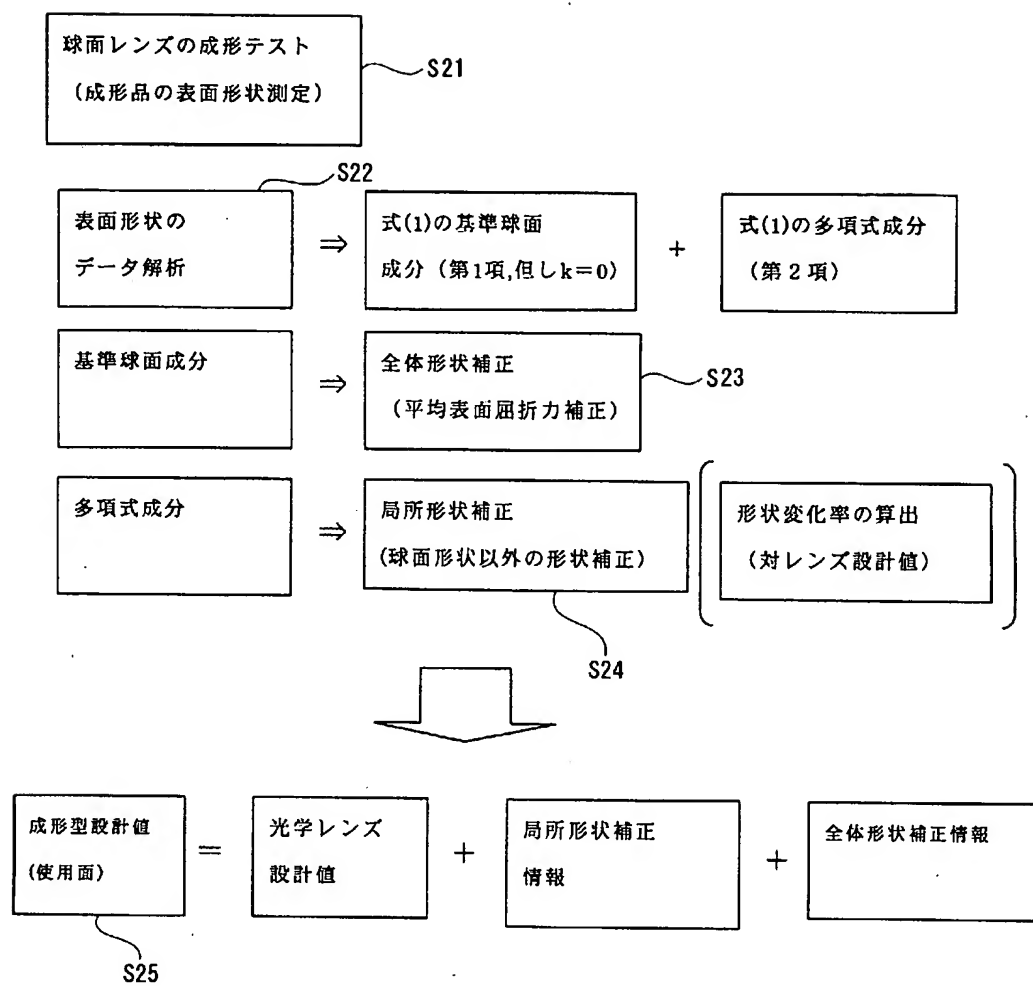 球面レンズの成形テスト
(成形品の表面形状測定)
S21
S22
表面形状の
データ解析
⇒
式(1)の基準球面
成分(第1項,但しk=0)
+
式(1)の多項式成分
(第2項)
基準球面成分
⇒
全体形状補正
(平均表面屈折力補正)
S23
多項式成分
⇒
局所形状補正
(球面形状以外の形状補正)
形状変化率の算出
(対レンズ設計値)
S24
成形型設計値
(使用面)
=
光学レンズ
設計値
+
局所形状補正
情報
+
全体形状補正情報
S25